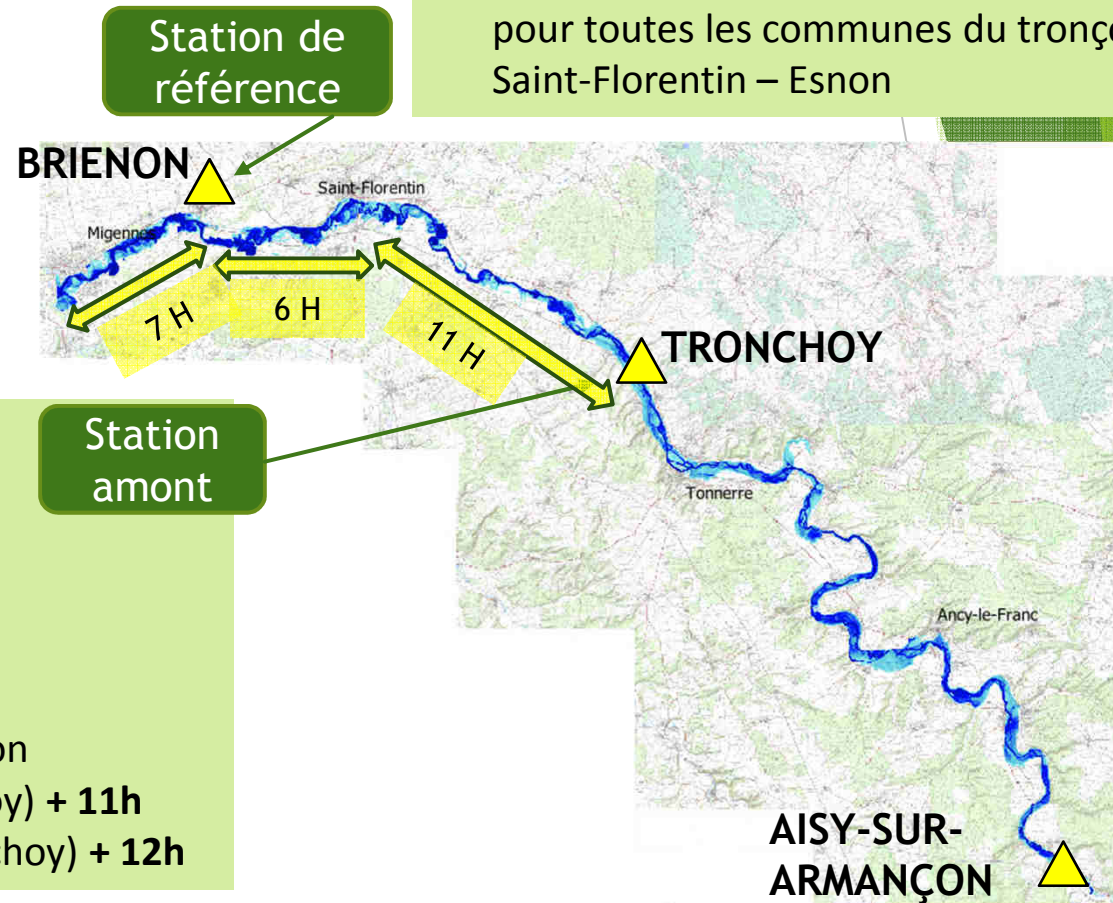 Station de
référence
pour toutes les communes du tronço
Saint-Florentin – Esnon
BRIENON
Saint-Florentin
Migennes
7 H
6 H
11 H
TRONCHOY
Station
amont
Tonnerre
Ancy-le-Franc
on
oy) + 11h
choy) + 12h
AISY-SUR-
ARMANÇON